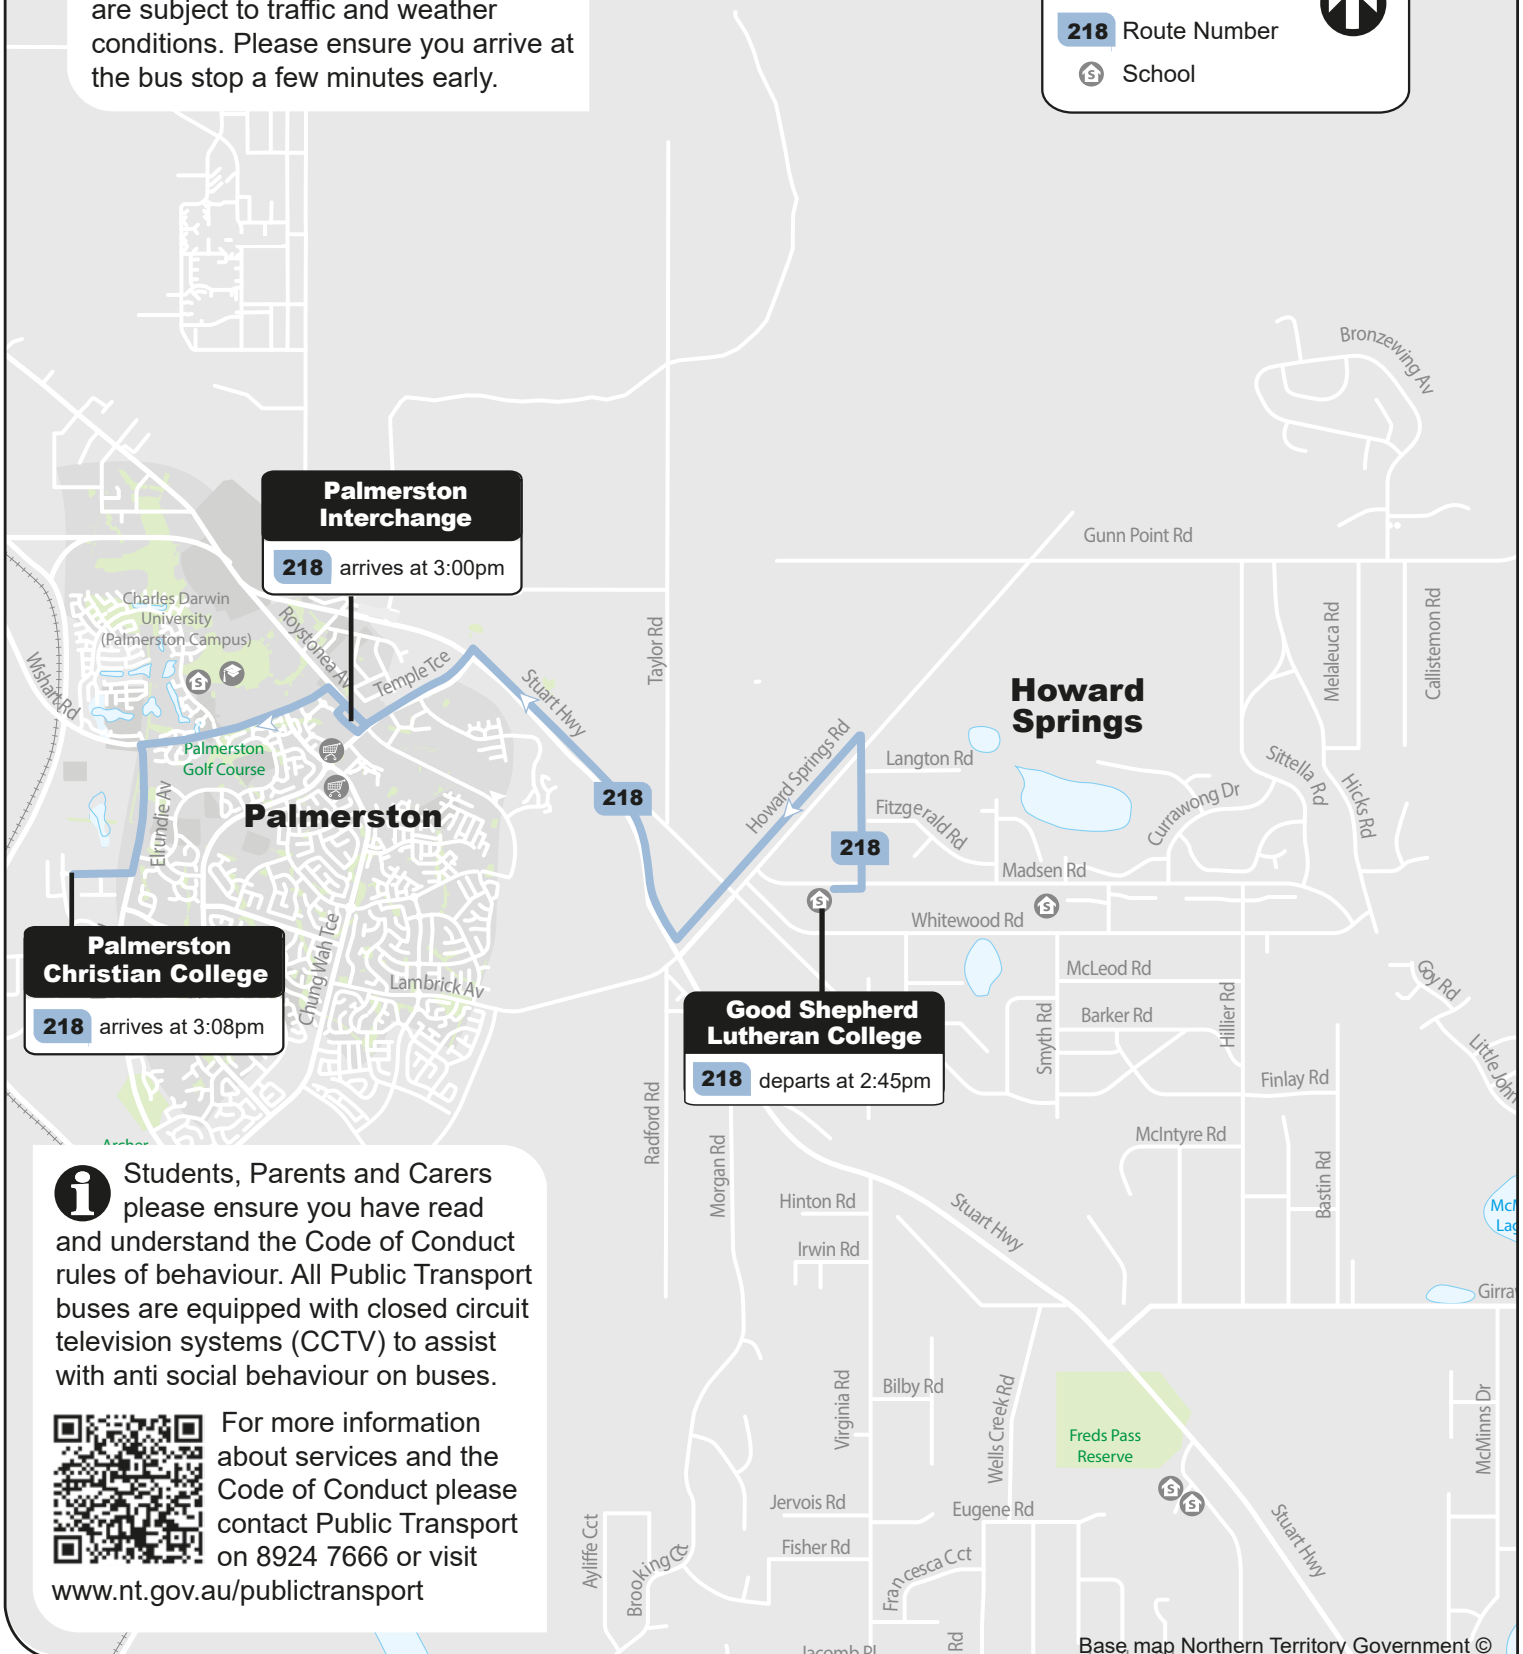 are subject to traffic and weather
conditions. Please ensure you arrive at
the bus stop a few minutes early.
218 Route Number
S School
Bronzewing Av
Palmerston
Interchange
218 arrives at 3:00pm
Gunn Point Rd
Charles Darwin
University
(Palmerston Campus)
Roystonea Av
Temple Tce
Wishart Rd
Stuart Hwy
Taylor Rd
Melaleuca Rd
Callistemon Rd
Howard
Springs
S
Palmerston
Golf Course
Elrundie Av
Palmerston
218
Howard Springs Rd
Langton Rd
Fitzgerald Rd
218
Currawong Dr
Sittella Rd
Hicks Rd
Madsen Rd
S
S
Whitewood Rd
Palmerston
Christian College
218 arrives at 3:08pm
Chung Wah Tce
Lambrick Av
Good Shepherd
Lutheran College
218 departs at 2:45pm
McLeod Rd
Barker Rd
Smyth Rd
Hillier Rd
Goy Rd
Little John
Finlay Rd
Radford Rd
Morgan Rd
McIntyre Rd
Bastin Rd
Archer
Hinton Rd
Irwin Rd
Stuart Hwy
McM
Lag
Girra
i Students, Parents and Carers
please ensure you have read
and understand the Code of Conduct
rules of behaviour. All Public Transport
buses are equipped with closed circuit
television systems (CCTV) to assist
with anti social behaviour on buses.
For more information
about services and the
Code of Conduct please
contact Public Transport
on 8924 7666 or visit
www.nt.gov.au/publictransport
Virginia Rd
Bilby Rd
Wells Creek Rd
Freds Pass
Reserve
McMinns Dr
S
S
Jervois Rd
Eugene Rd
Fisher Rd
Stuart Hwy
Ayliffe Cct
Brooking Ct
Francesca Cct
Jacomb Pl
Rd
Base map Northern Territory Government ©